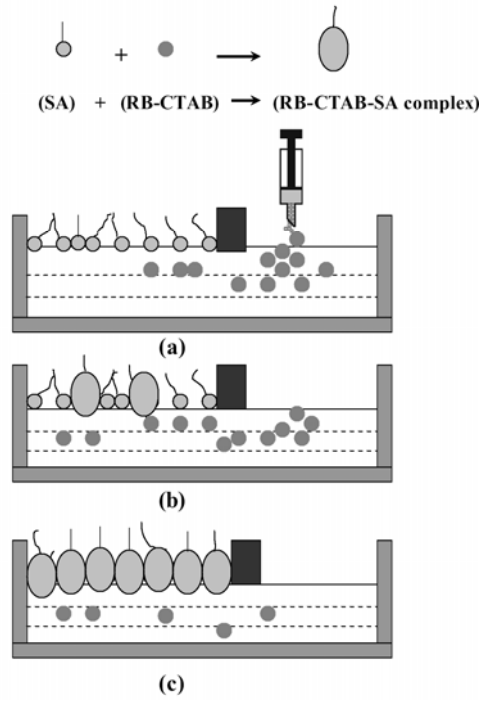 +
(SA) + (RB-CTAB) (RB-CTAB-SA complex)
(a)
(b)
(c)